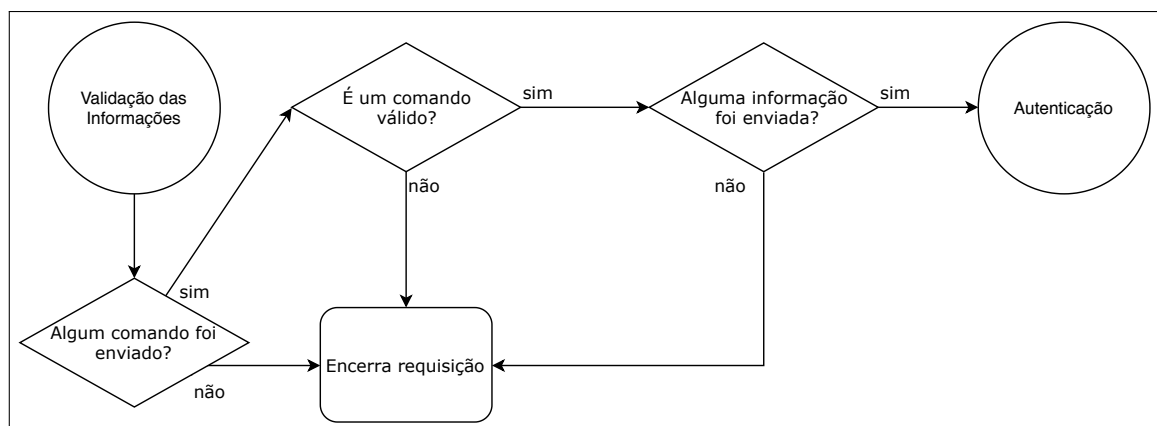 Validação das
Informações
Algum comando foi
enviado?
sim
não
É um comando
válido?
sim
não
Alguma informação
foi enviada?
sim
não
Autenticação
Encerra requisição